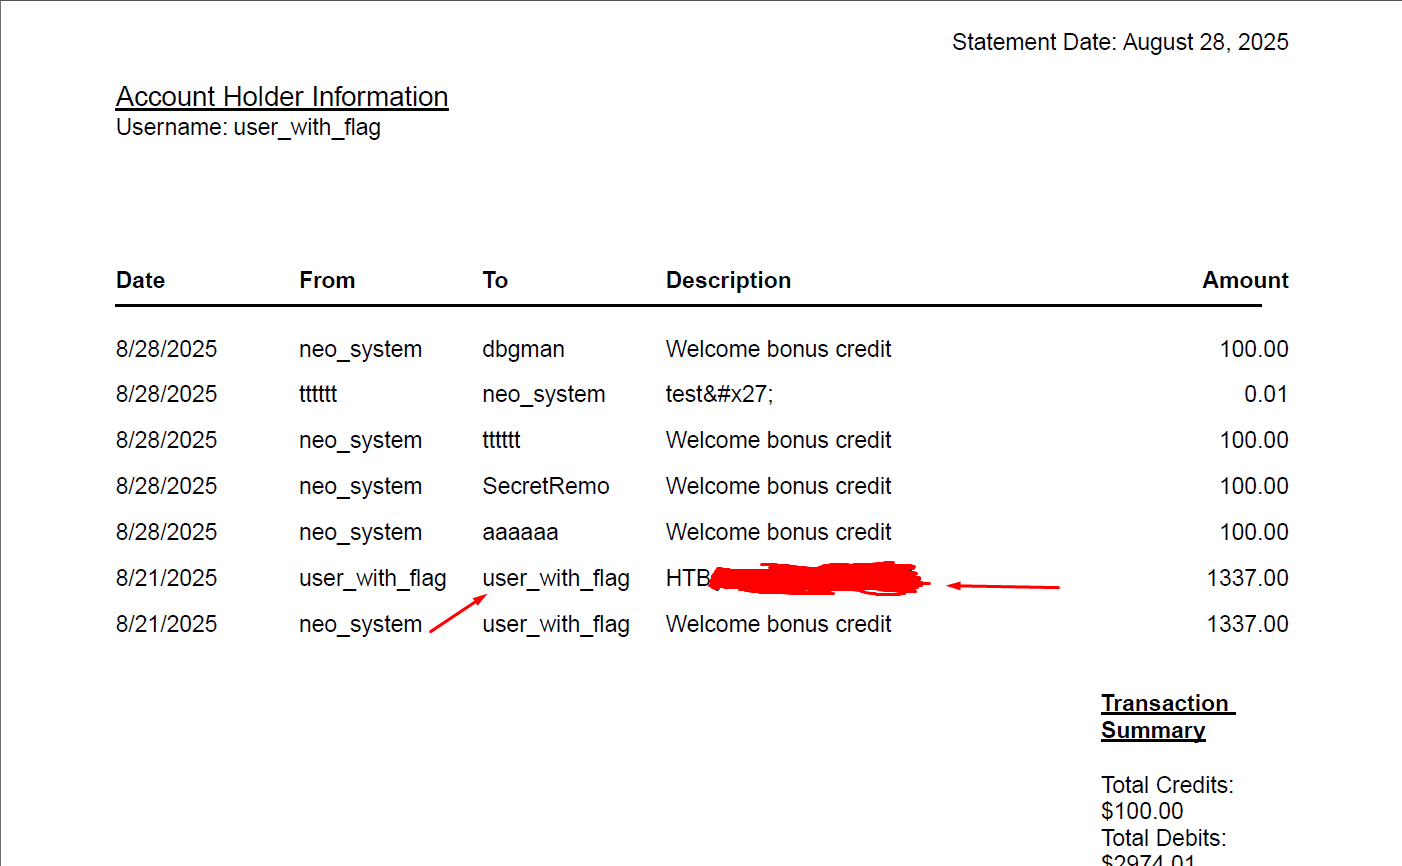 Statement Date: August 28, 2025
Account Holder Information
Username: user_with_flag
Date From To Description Amount
8/28/2025 neo_system dbgman Welcome bonus credit 100.00
8/28/2025 tttttt neo_system test&#x27; 0.01
8/28/2025 neo_system tttttt Welcome bonus credit 100.00
8/28/2025 neo_system SecretRemo Welcome bonus credit 100.00
8/28/2025 neo_system aaaaaa Welcome bonus credit 100.00
8/21/2025 user_with_flag user_with_flag HTB 1337.00
8/21/2025 neo_system user_with_flag Welcome bonus credit 1337.00
Transaction
Summary
Total Credits:
$100.00
Total Debits:
$2974.01